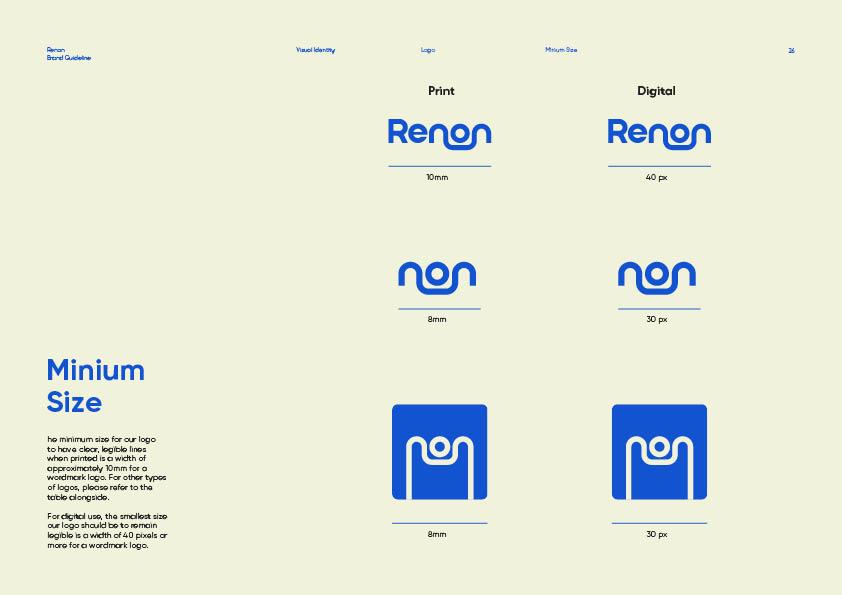 Renon
Brand Guideline
Visual Identity
Logo
Minium Size
26
Print
Digital
Renon
Renon
10mm
40 px
non
non
8mm
30 px
Minium
Size
he minimum size for our logo
to have clear, legible lines
when printed is a width of
approximately 10mm for a
wordmark logo. For other types
of logos, please refer to the
table alongside.
For digital use, the smallest size
our logo should be to remain
legible is a width of 40 pixels or
more for a wordmark logo.
8mm
30 px